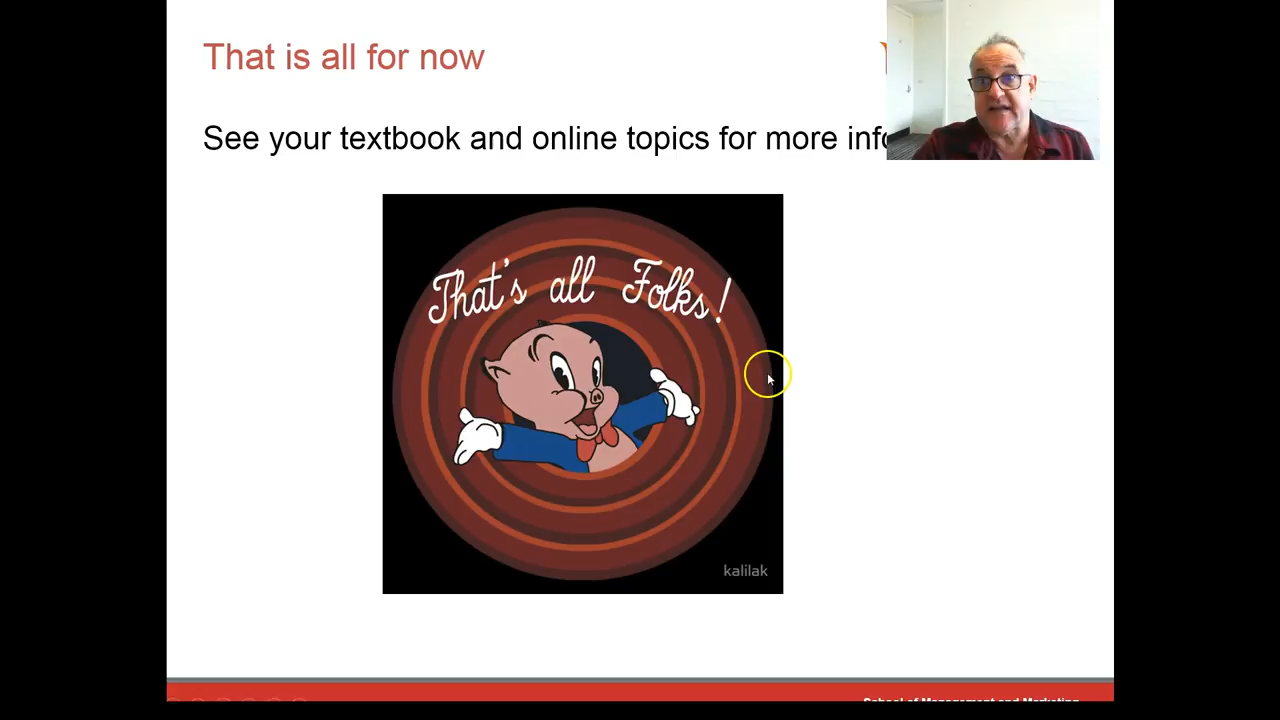 That is all for now
See your textbook and online topics for more info
That's all Folks!
kalilak
School of Management and Marketing